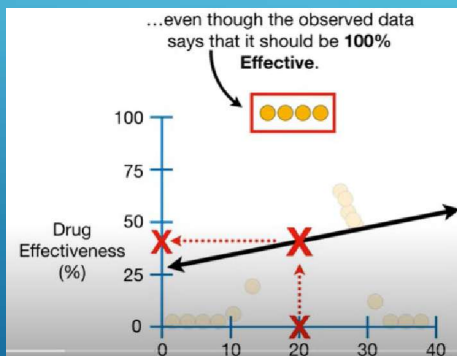 ...even though the observed data
says that it should be 100%
Effective.
100
75
50
25
0
Drug
Effectiveness
(%)
0
10
20
30
40